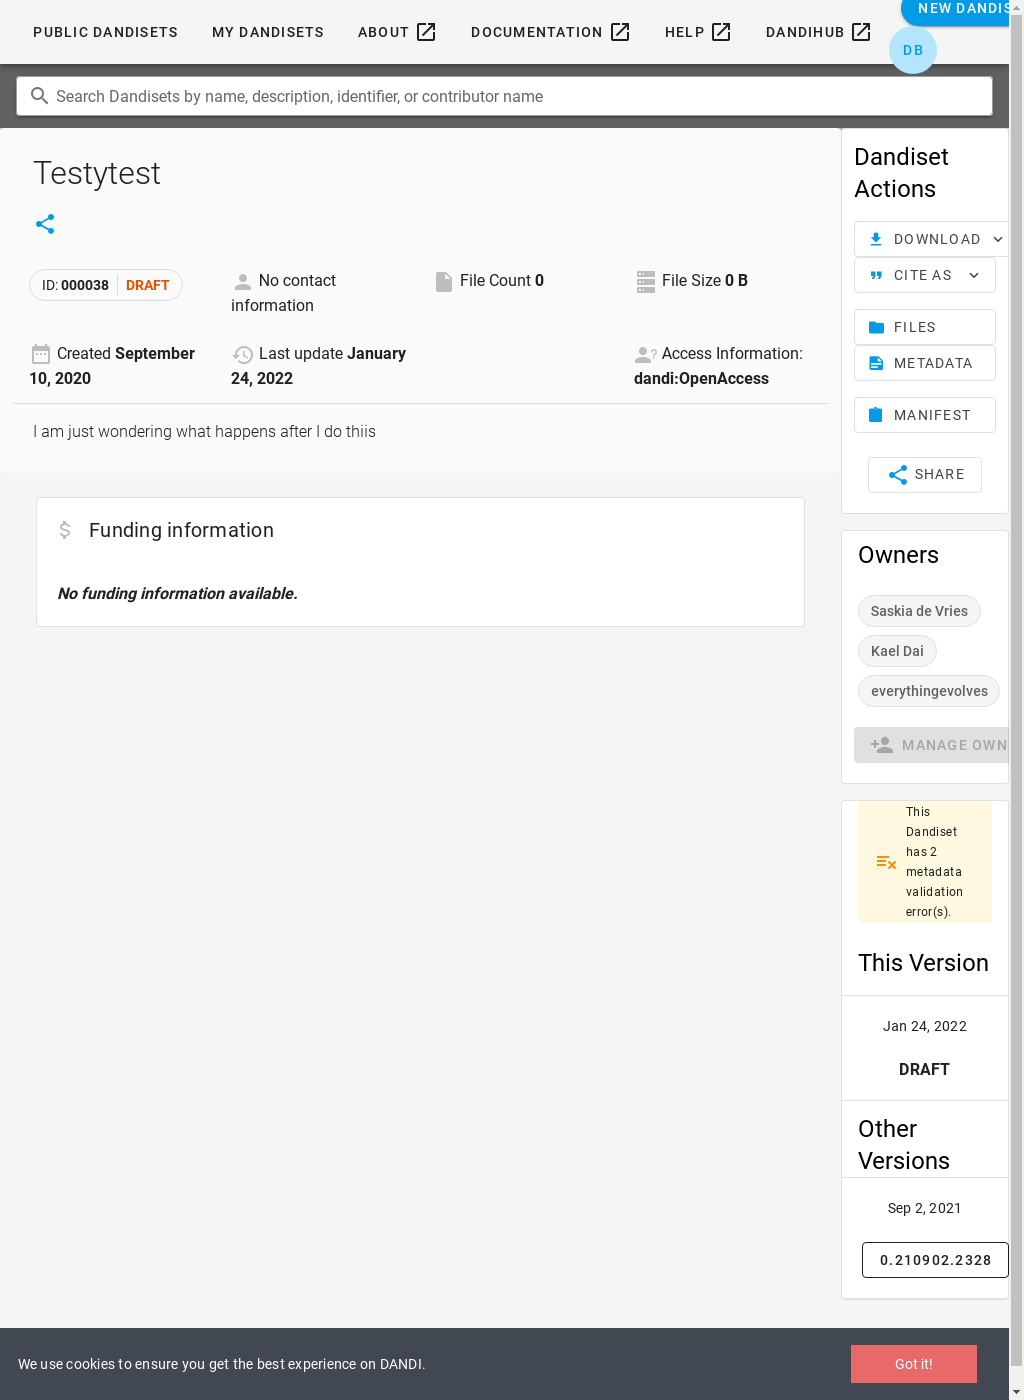 PUBLIC DANDISETS
MY DANDISETS
ABOUT
DOCUMENTATION
HELP
DANDIHUB
NEW DANDIS
DB
Search Dandisets by name, description, identifier, or contributor name
Testytest
ID: 000038 DRAFT
No contact
information
File Count 0
File Size 0 B
Created September
10, 2020
Last update January
24, 2022
Access Information:
dandi:OpenAccess
I am just wondering what happens after I do thiis
Funding information
No funding information available.
Dandiset
Actions
DOWNLOAD
CITE AS
FILES
METADATA
MANIFEST
SHARE
Owners
Saskia de Vries
Kael Dai
everythingevolves
MANAGE OWN
This
Dandiset
has 2
metadata
validation
error(s).
This Version
Jan 24, 2022
DRAFT
Other
Versions
Sep 2, 2021
0.210902.2328
We use cookies to ensure you get the best experience on DANDI.
Got it!